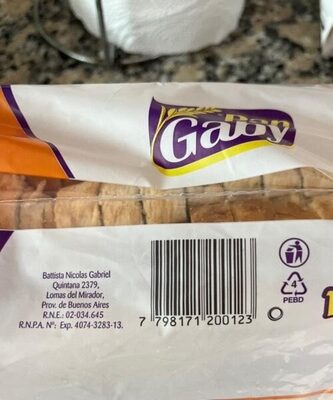 Pan
Gaby
Battista Nicolas Gabriel
Quintana 2379,
Lomas del Mirador,
Prov. de Buenos Aires
R.N.E.: 02-034.645
R.N.P.A. Nº: Exp. 4074-3283-13.
7 798171 200123
4
PEBD